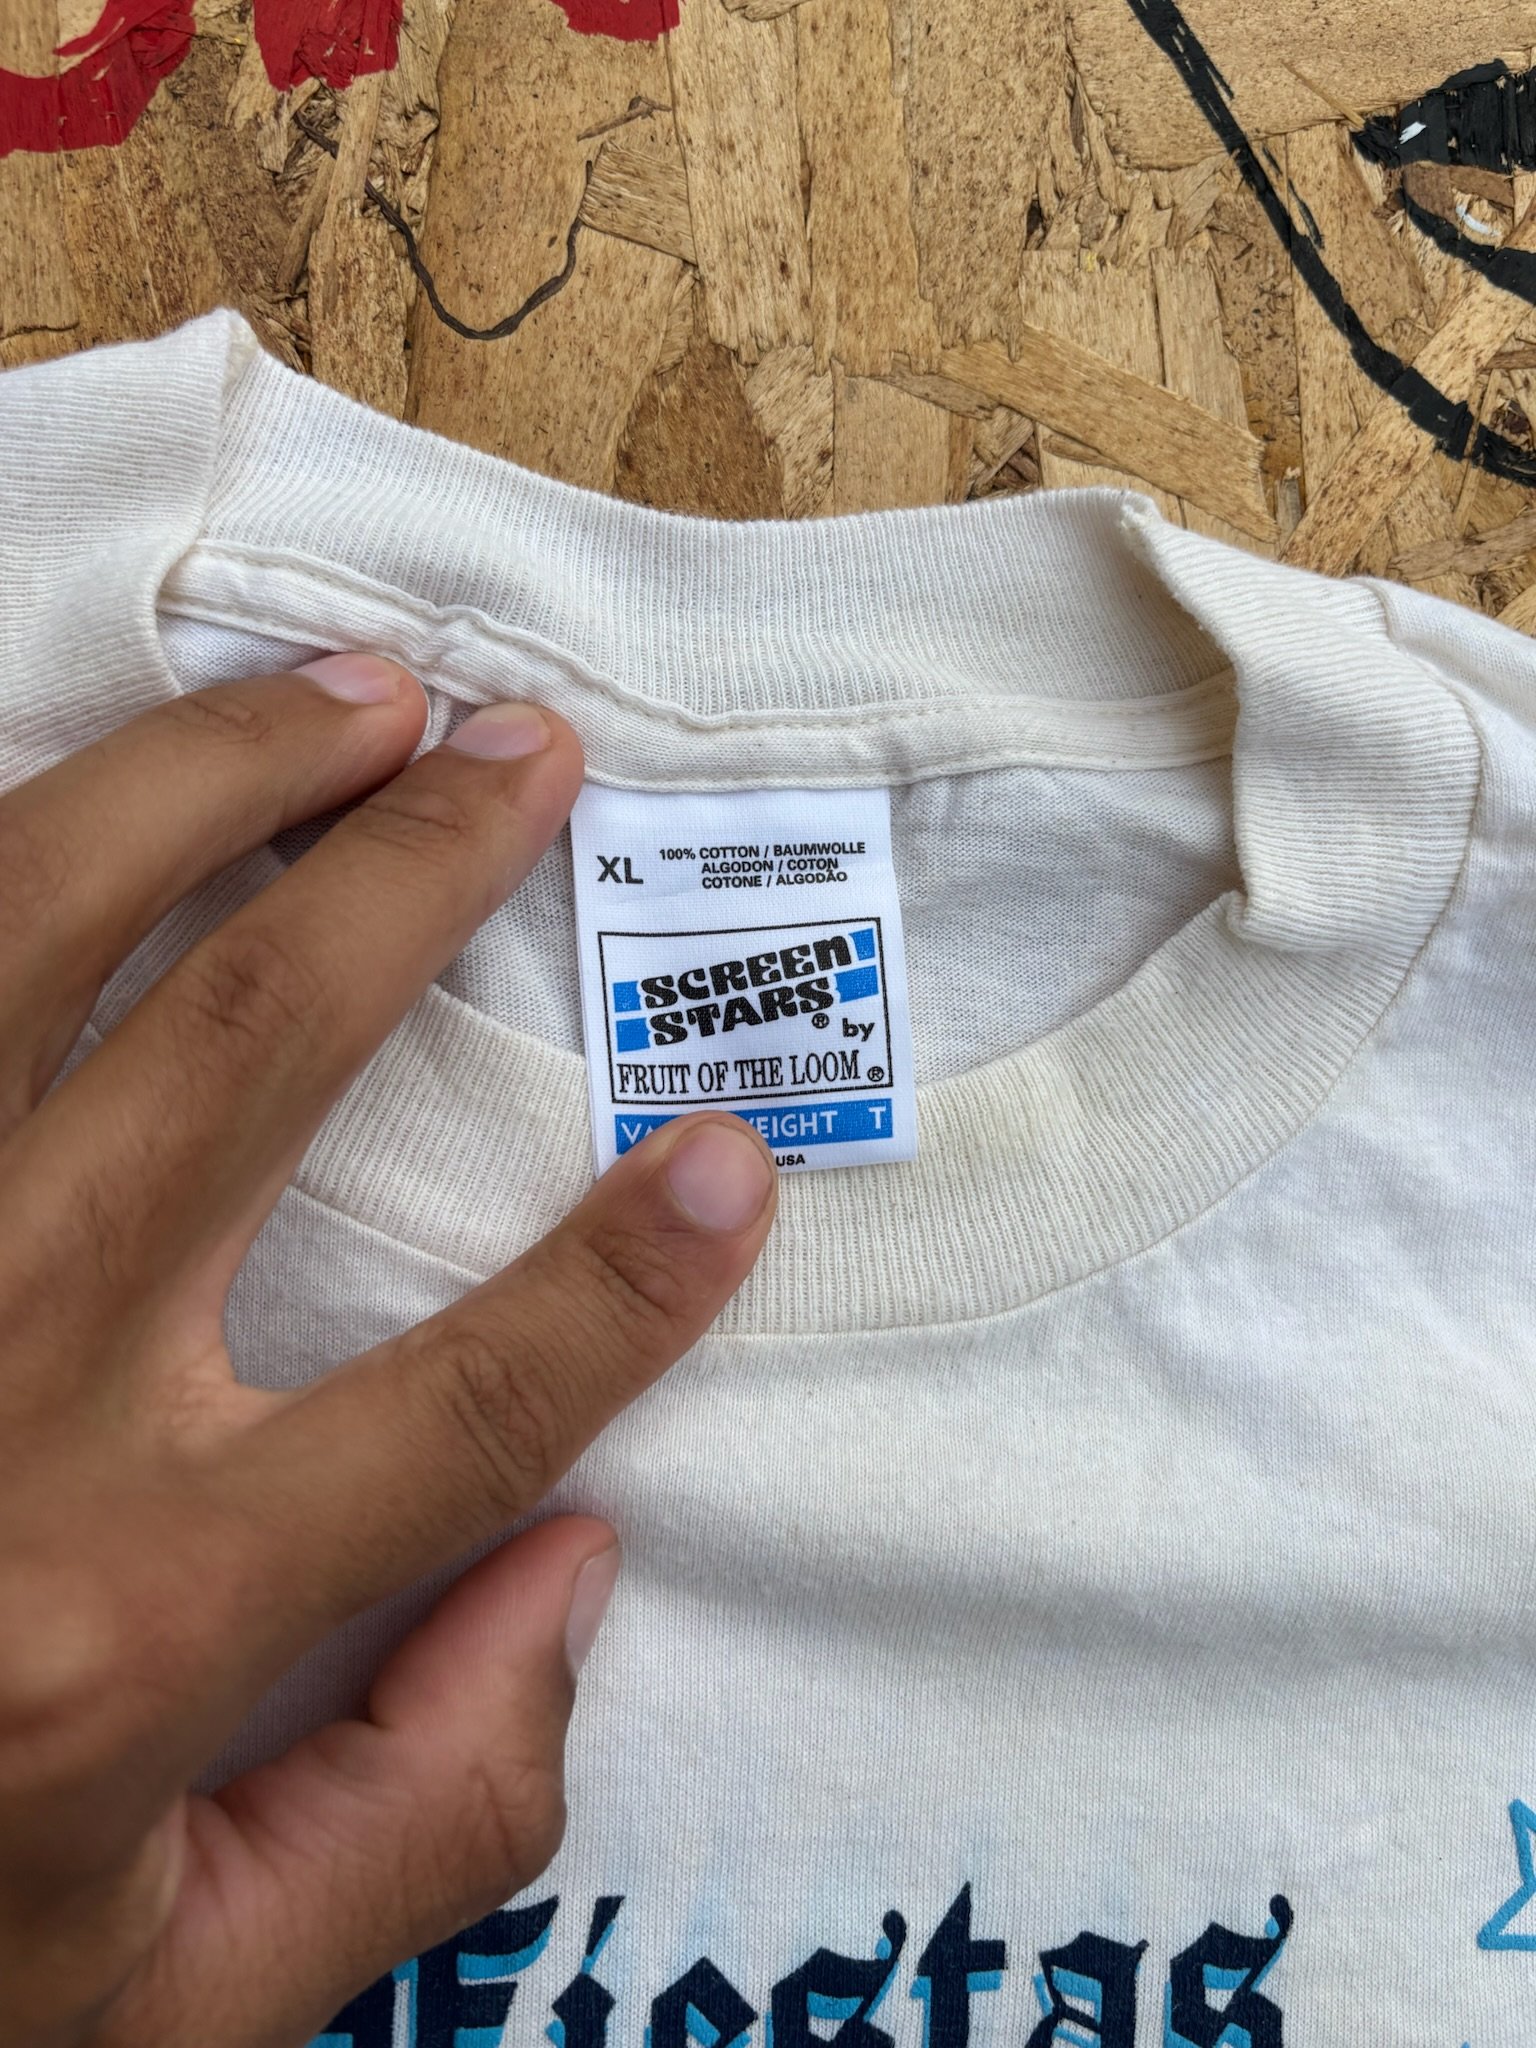 XL
100% COTTON / BAUMWOLLE
ALGODON / COTON
COTONE / ALGODÃO
SCREEN
STARS® by
FRUIT OF THE LOOM®
T
USA
Fiestas